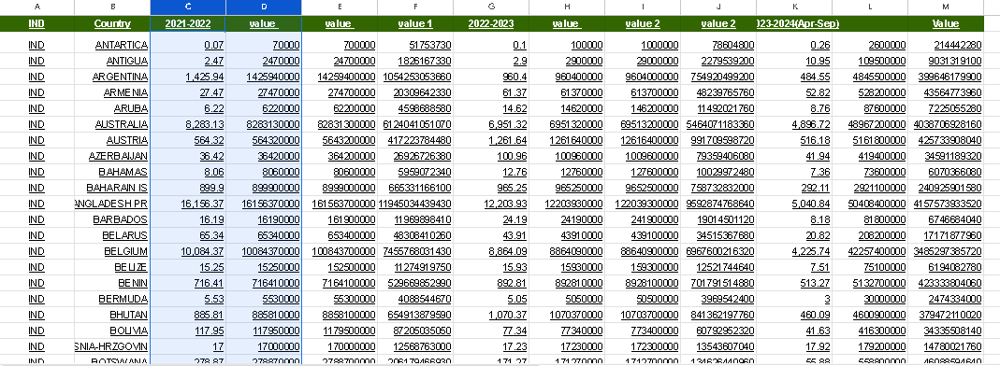 A B C D E F G H I J K L M
IND Country 2021-2022 value value value 1 2022-2023 value value 2 value 2 23-2024(Apr-Sep) Value
IND ANTARTICA 0.07 70000 700000 51753730 0.1 100000 1000000 78604800 0.26 2600000 214442280
IND ANTIGUA 2.47 2470000 24700000 1826167330 2.9 2900000 29000000 2279539200 10.95 109500000 9031319100
IND ARGENTINA 1,425.94 1425940000 14259400000 1054253053660 960.4 960400000 9604000000 754920499200 484.55 4845500000 399646179900
IND ARMENIA 27.47 27470000 274700000 20309642330 61.37 61370000 613700000 48239765760 52.82 528200000 43564773960
IND ARUBA 6.22 6220000 62200000 4598688580 14.62 14620000 146200000 11492021760 8.76 87600000 7225055280
IND AUSTRALIA 8,283.13 8283130000 82831300000 6124041051070 6,951.32 6951320000 69513200000 5464071183360 4,896.72 48967200000 4038706928160
IND AUSTRIA 564.32 564320000 5643200000 417223784480 1,261.64 1261640000 12616400000 991709598720 516.18 5161800000 425733908040
IND AZERBAIJAN 36.42 36420000 364200000 26926726380 100.96 100960000 1009600000 79359406080 41.94 419400000 34591189320
IND BAHAMAS 8.06 8060000 80600000 5959072340 12.76 12760000 127600000 10029972480 7.36 73600000 6070366080
IND BAHARAIN IS 899.9 899900000 8999000000 665331166100 965.25 965250000 9652500000 758732832000 292.11 2921100000 240925901580
IND ANGLADESH PR 16,156.37 16156370000 161563700000 11945034439430 12,203.93 12203930000 122039300000 9592874768640 5,040.84 50408400000 4157573933520
IND BARBADOS 16.19 16190000 161900000 11969898410 24.19 24190000 241900000 19014501120 8.18 81800000 6746684040
IND BELARUS 65.34 65340000 653400000 48308410260 43.91 43910000 439100000 34515367680 20.82 208200000 17171877960
IND BELGIUM 10,084.37 10084370000 100843700000 7455768031430 8,864.09 8864090000 88640900000 6967600216320 4,225.74 42257400000 3485297385720
IND BELIZE 15.25 15250000 152500000 11274919750 15.93 15930000 159300000 12521744640 7.51 75100000 6194082780
IND BENIN 716.41 716410000 7164100000 529669852990 892.81 892810000 8928100000 701791514880 513.27 5132700000 423333804060
IND BERMUDA 5.53 5530000 55300000 4088544670 5.05 5050000 50500000 3969542400 3 30000000 2474334000
IND BHUTAN 885.81 885810000 8858100000 654913879590 1,070.37 1070370000 10703700000 841362197760 460.09 4600900000 379472110020
IND BOLIVIA 117.95 117950000 1179500000 87205035050 77.34 77340000 773400000 60792952320 41.63 416300000 34335508140
IND SNIA-HRZGOVIN 17 17000000 170000000 12568763000 17.23 17230000 172300000 13543607040 17.92 179200000 14780021760
IND BOTSWANA 278.87 278870000 2788700000 206179466930 171.27 171270000 1712700000 134626440960 55.88 558800000 46088594640